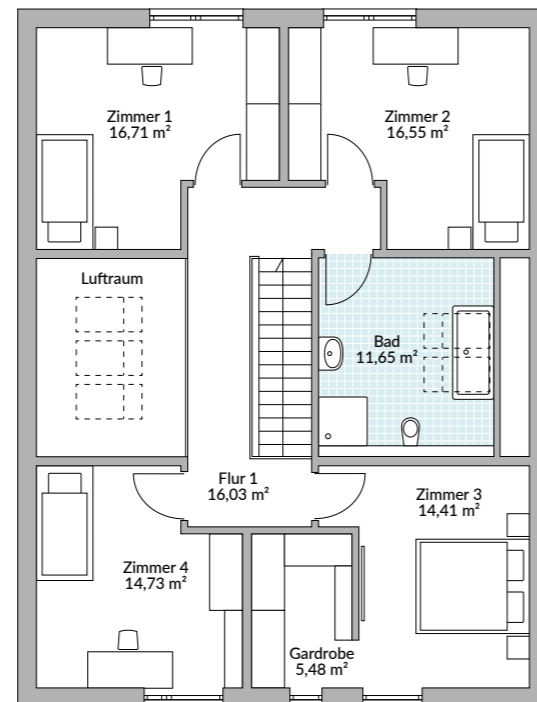 Zimmer 1
16,71 m²
Zimmer 2
16,55 m²
Luftraum
Bad
11,65 m²
Flur 1
16,03 m²
Zimmer 3
14,41 m²
Zimmer 4
14,73 m²
Gardrobe
5,48 m²